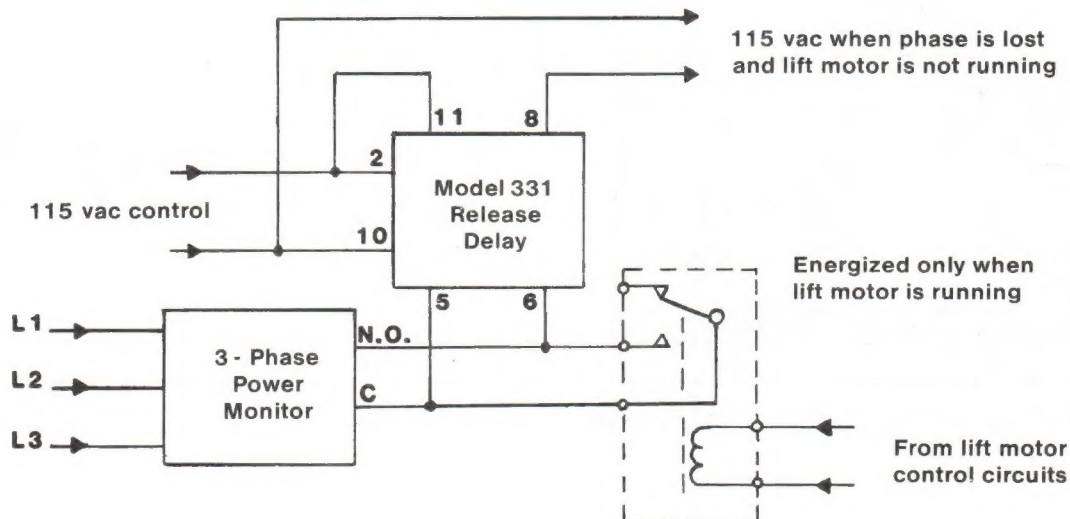 115 vac when phase is lost
and lift motor is not running
11
8
2
Model 331
Release
Delay
115 vac control
10
5
6
Energized only when
lift motor is running
L1
L2
L3
3 - Phase
Power
Monitor
N.O.
C
From lift motor
control circuits